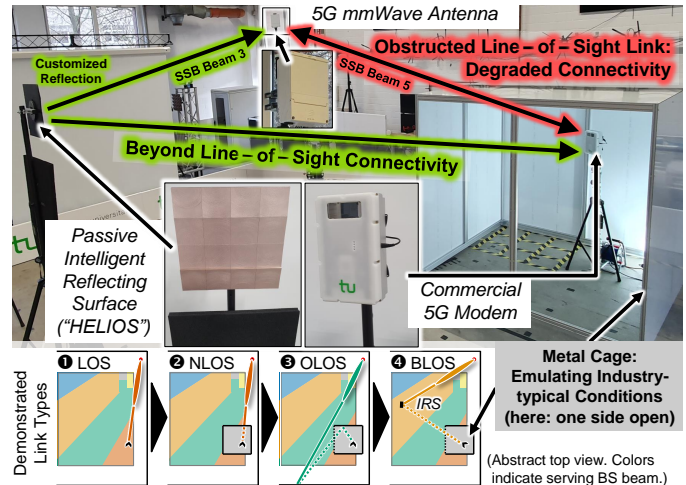 5G mmWave Antenna
Customized
Reflection
SSB Beam 3
SSB Beam 5
Obstructed Line – of – Sight Link:
Degraded Connectivity
Beyond Line – of – Sight Connectivity
universita
tu
Passive
Intelligent
Reflecting
Surface
(“HELIOS”)
tu
Commercial
5G Modem
Demonstrated
Link Types
❶ LOS
❷ NLOS
❸ OLOS
❹ BLOS
IRS
Metal Cage:
Emulating Industry-
typical Conditions
(here: one side open)
(Abstract top view. Colors
indicate serving BS beam.)